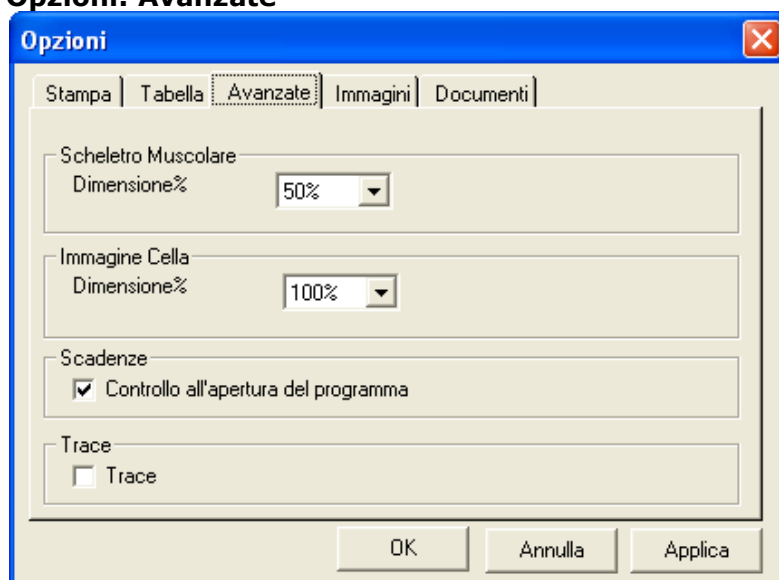 Opzioni: Avanzate
Opzioni
Stampa Tabella Avanzate Immagini Documenti
Scheletro Muscolare
Dimensione% 50%
Immagine Cella
Dimensione% 100%
Scadenze
Controllo all'apertura del programma
Trace
Trace
OK Annulla Applica